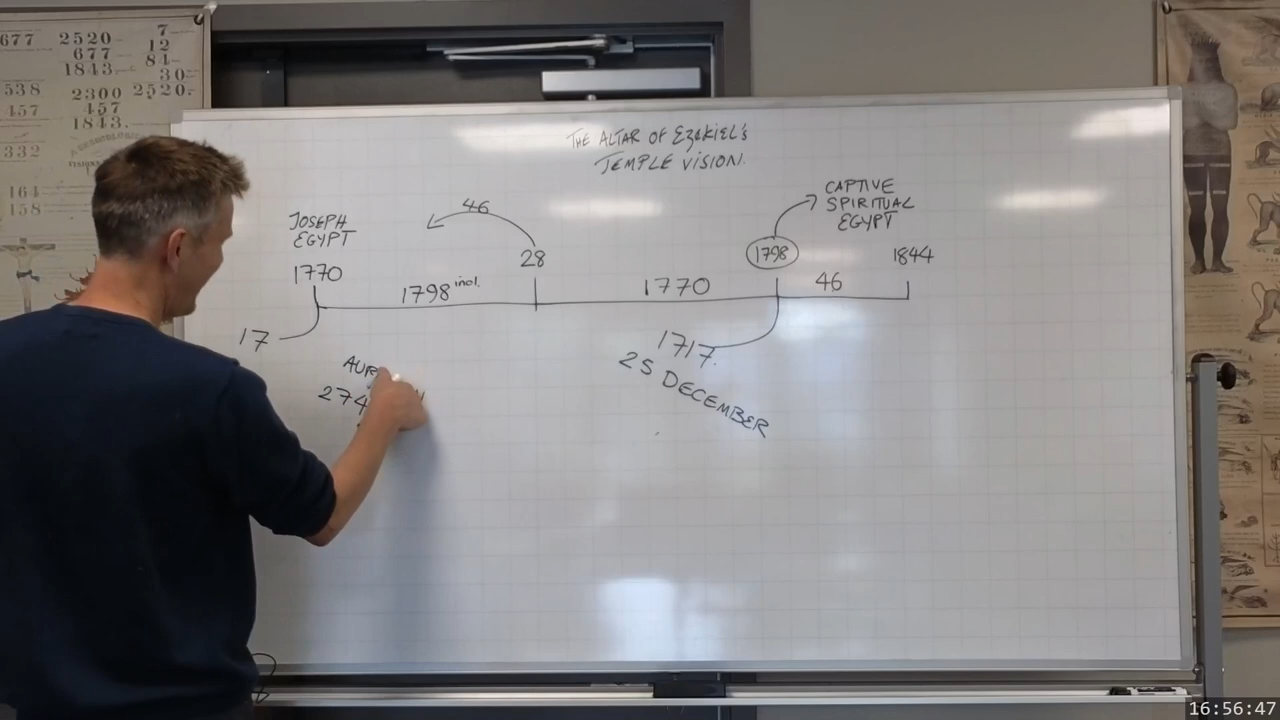 677
2520
7
677
12
1843
84
538
30
2300
2520.
457
457
1843.
332
VISIONS
164
158
THE ALTAR OF EZEKIEL'S
TEMPLE VISION.
JOSEPH
EGYPT
1770
46
28
1798 incl.
1770
1798
CAPTIVE
SPIRITUAL
EGYPT
46
1844
17
1717.
25 DECEMBER
274
16:56:47